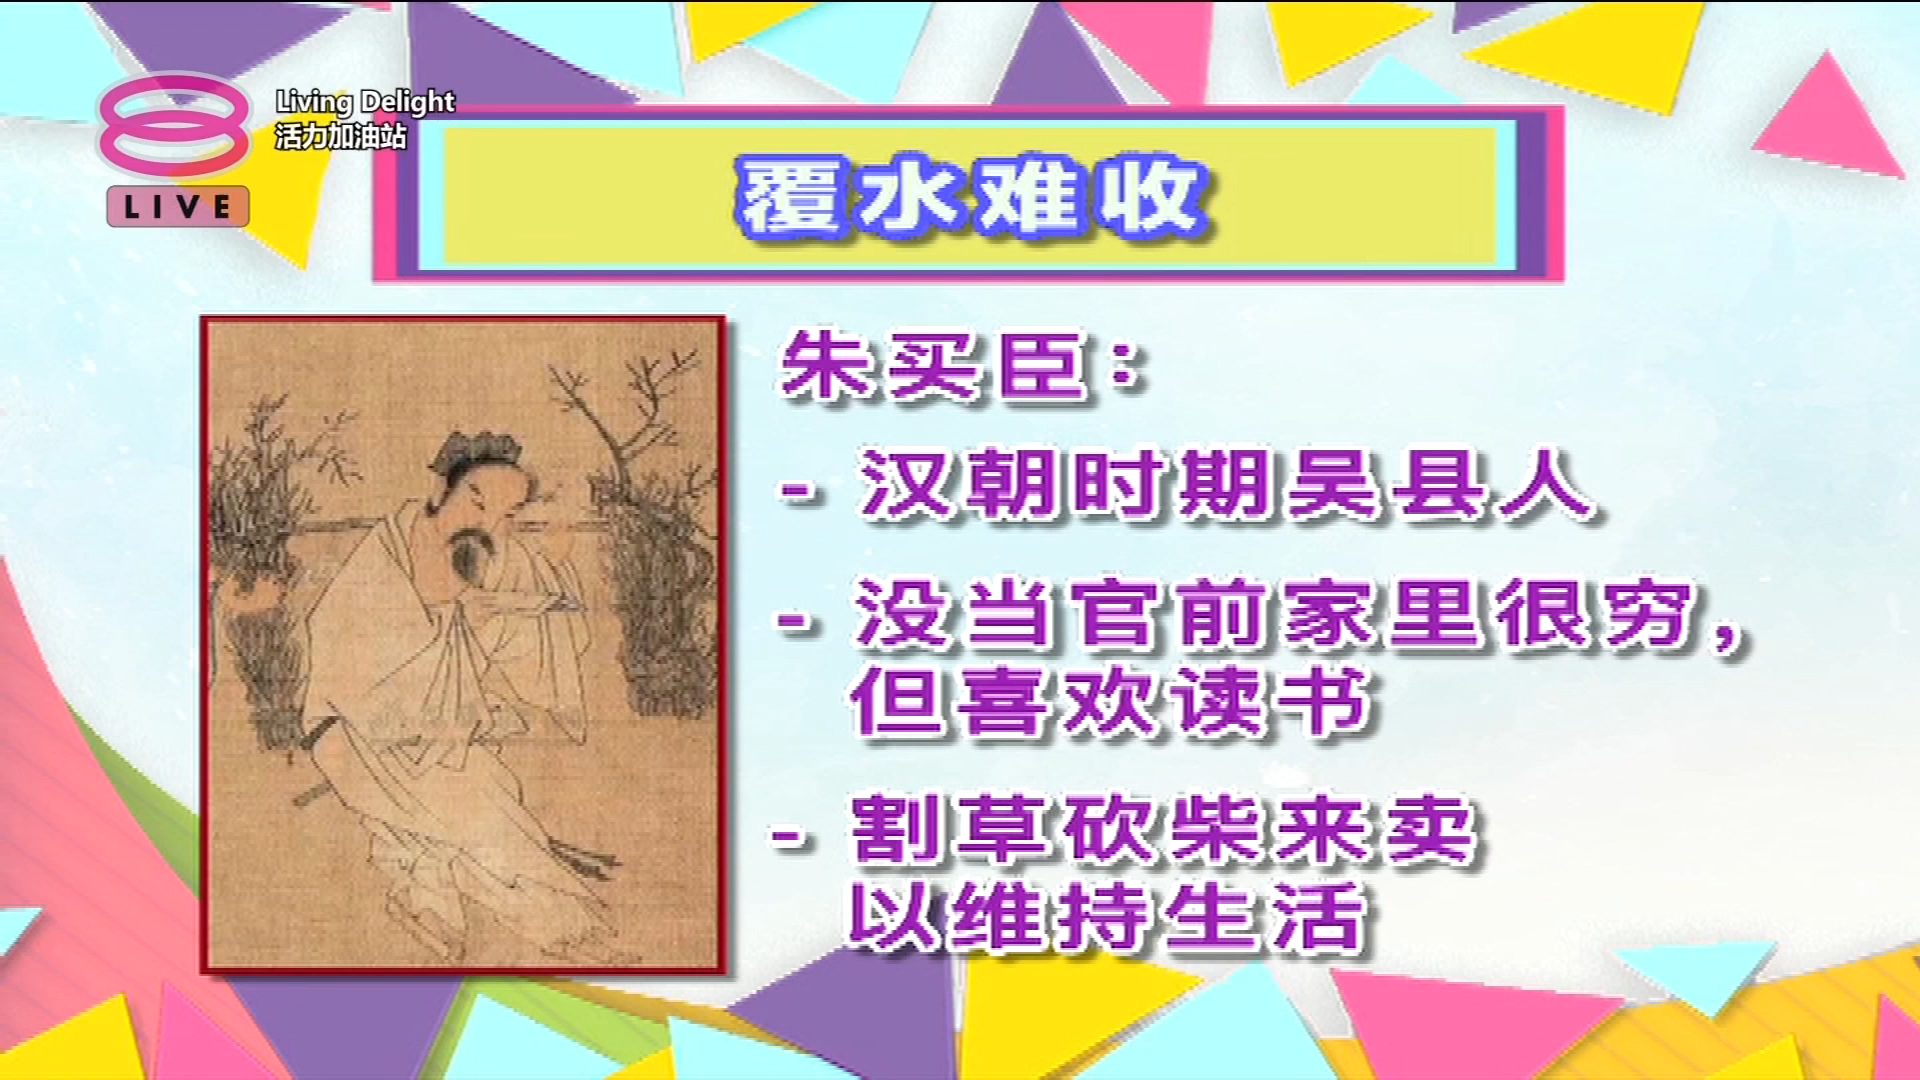 Living Delight
活力加油站
LIVE
覆水难收
朱买臣：
- 汉朝时期吴县人
- 没当官前家里很穷，
但喜欢读书
- 割草砍柴来卖
以维持生活